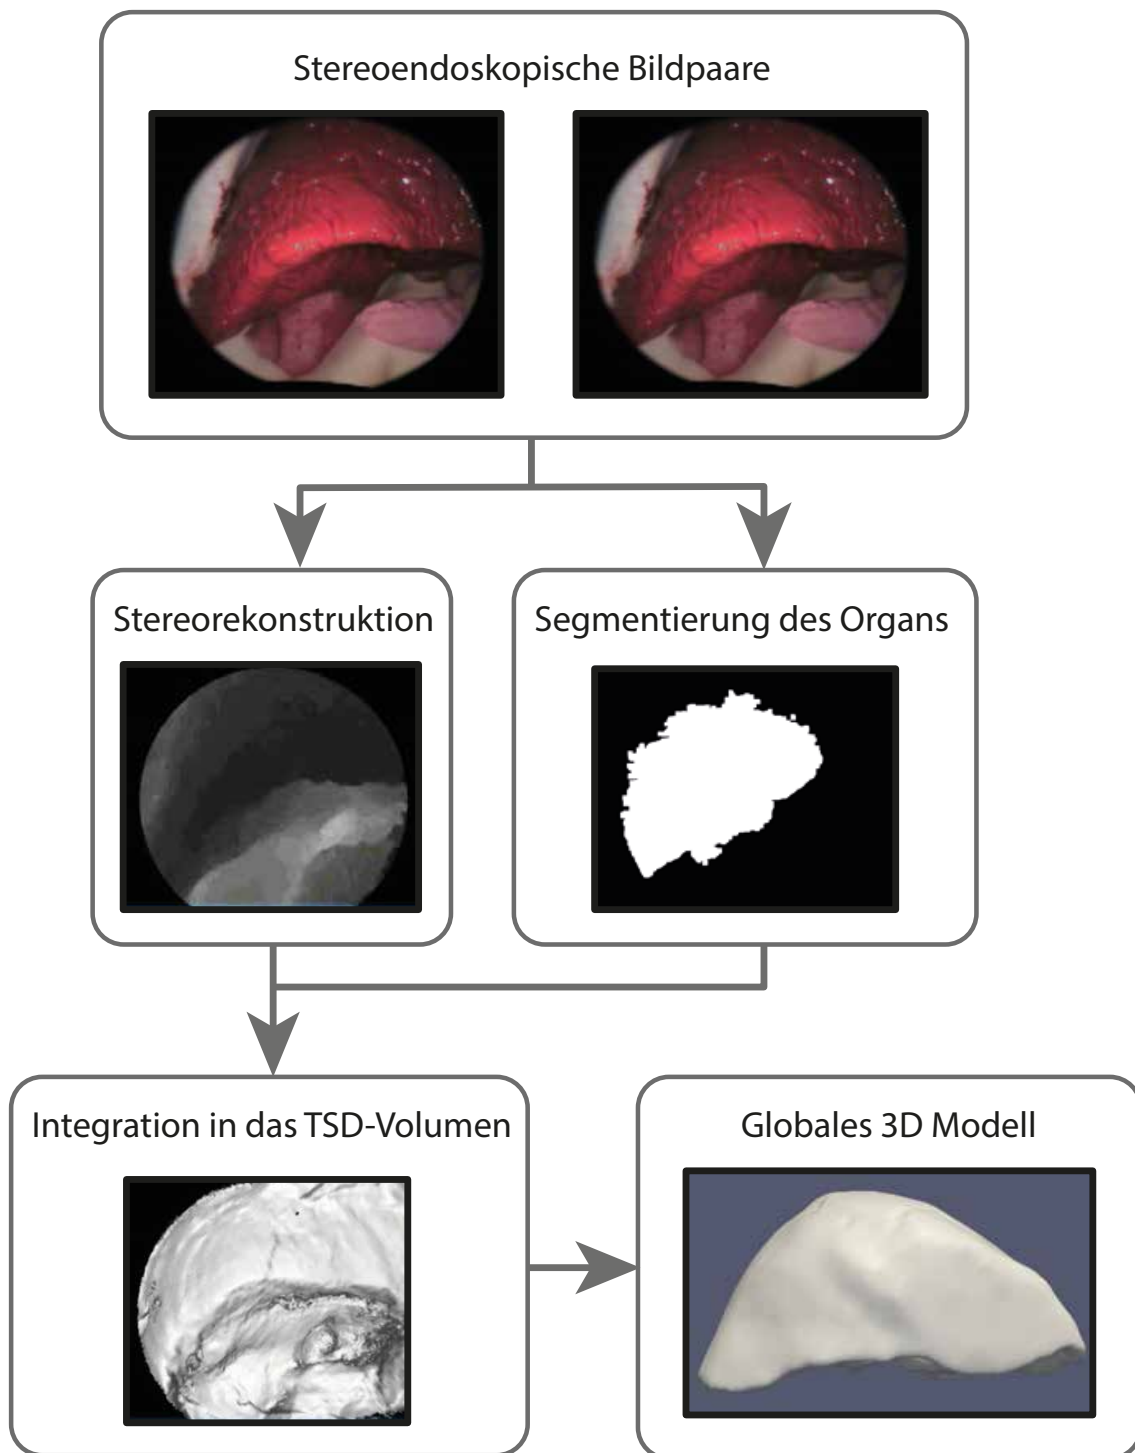 Stereoendoskopische Bildpaare
Stereorekonstruktion
Segmentierung des Organs
Integration in das TSD-Volumen
Globales 3D Modell